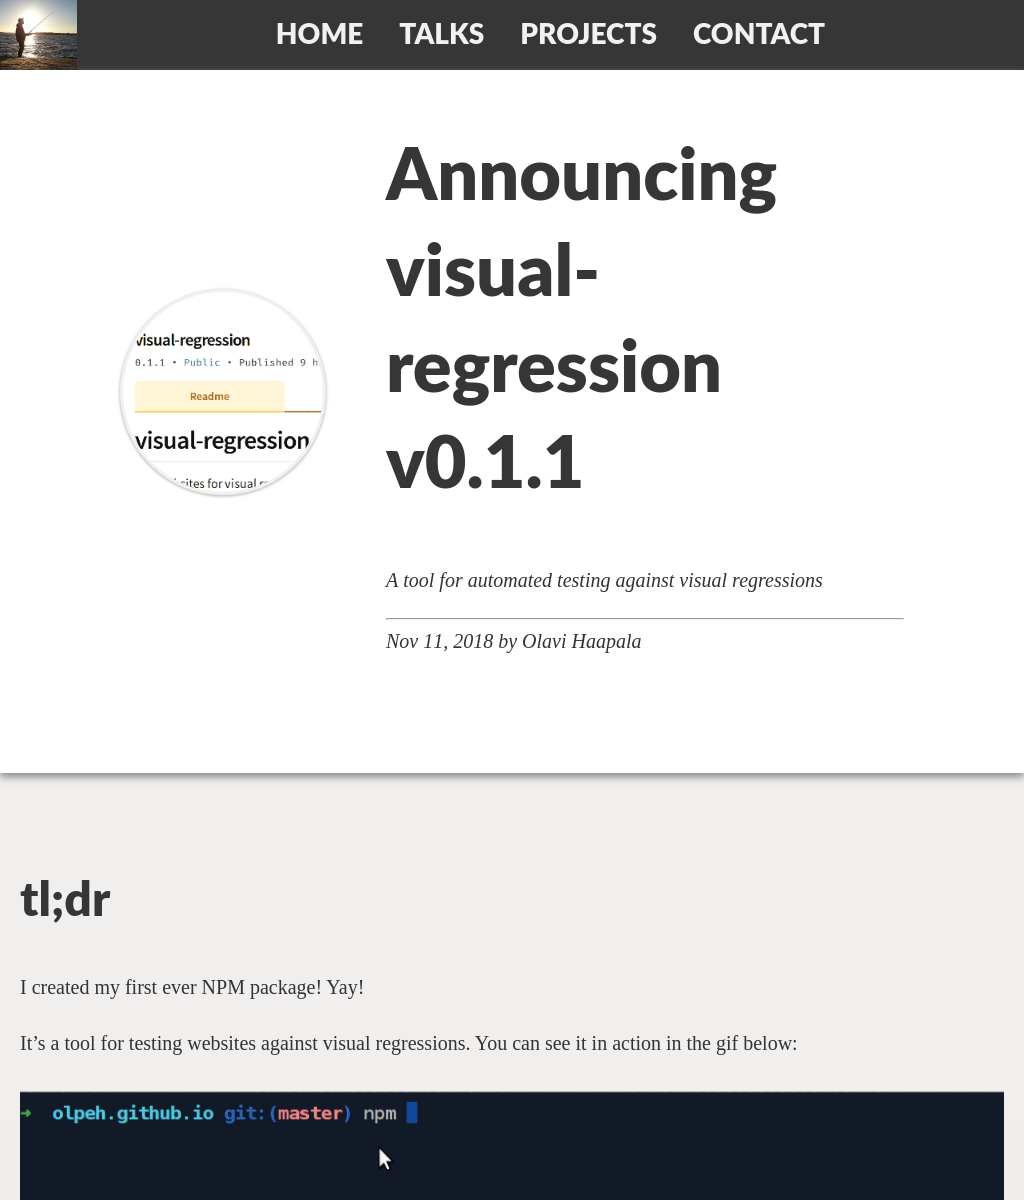 HOME TALKS PROJECTS CONTACT
Announcing
visual-
regression
v0.1.1
visual-regression
0.1.1 • Public • Published 9 h
Readme
visual-regression
sites for visual re
A tool for automated testing against visual regressions
Nov 11, 2018 by Olavi Haapala
tl;dr
I created my first ever NPM package! Yay!
It’s a tool for testing websites against visual regressions. You can see it in action in the gif below:
➜ olpeh.github.io git:(master) npm